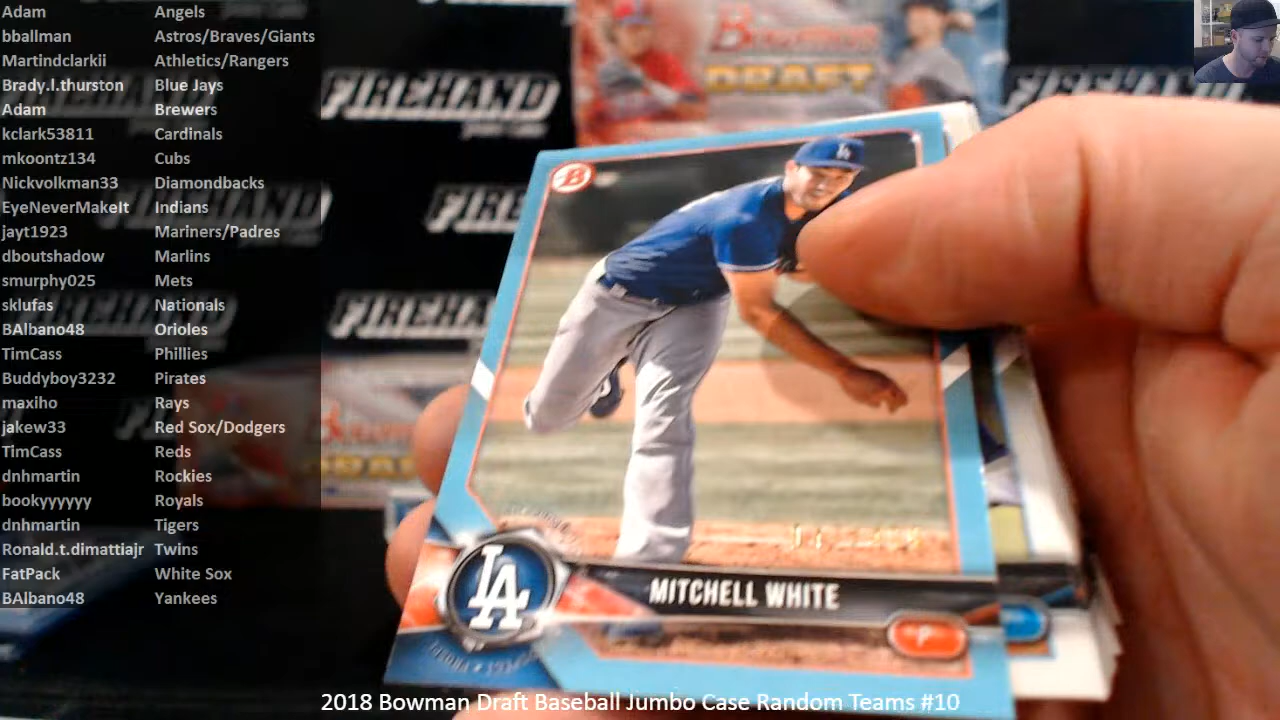 Adam Angels
bballman Astros/Braves/Giants
Martindclarkii Athletics/Rangers
Brady.l.thurston Blue Jays
Adam Brewers
kclark53811 Cardinals
mkoontz134 Cubs
Nickvolkman33 Diamondbacks
EyeNeverMakeIt Indians
jayt1923 Mariners/Padres
dboutshadow Marlins
smurphy025 Mets
sklufas Nationals
BAlbano48 Orioles
TimCass Phillies
Buddyboy3232 Pirates
maxiho Rays
jakew33 Red Sox/Dodgers
TimCass Reds
dnhmartin Rockies
bookyyyyyy Royals
dnhmartin Tigers
Ronald.t.dimattiajr Twins
FatPack White Sox
BAlbano48 Yankees
Bowman
DRAFT
FIREHAND
FIREHAND
B
LA
LA
MITCHELL WHITE
P
2018 Bowman Draft Baseball Jumbo Case Random Teams #10